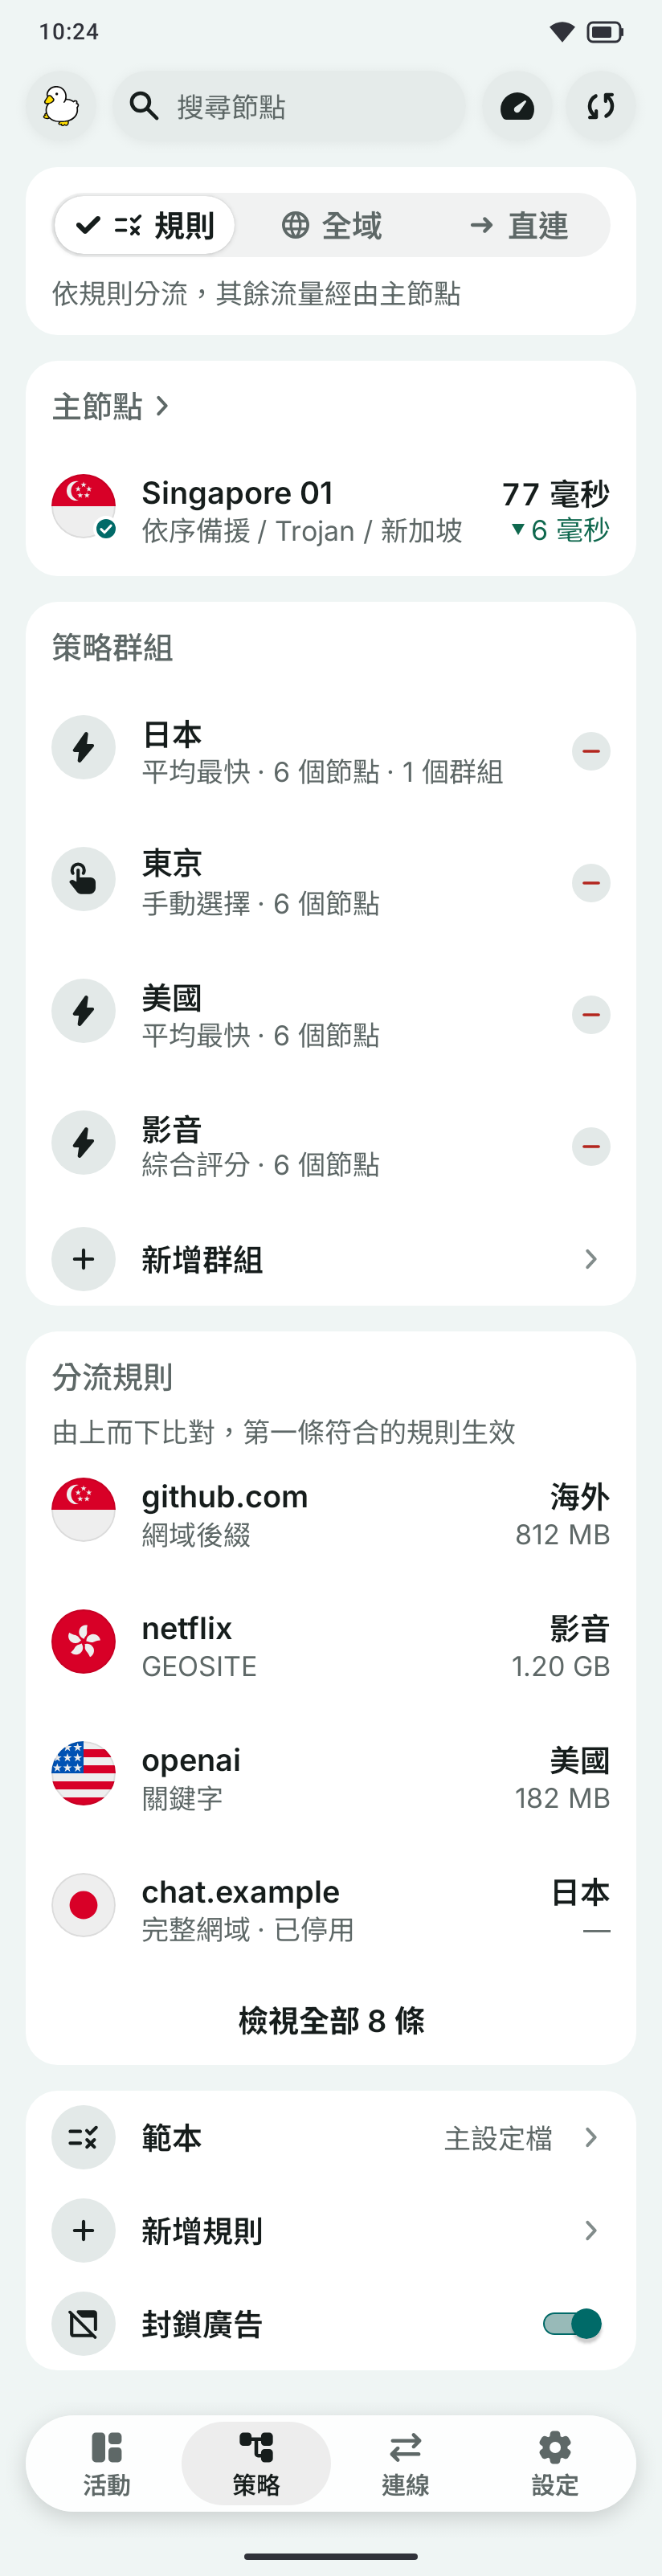 10:24
搜尋節點
規則
全域
直連
依規則分流，其餘流量經由主節點
主節點
Singapore 01
77 毫秒
依序備援 / Trojan / 新加坡
▼6 毫秒
策略群組
日本
平均最快 · 6 個節點 · 1 個群組
東京
手動選擇 · 6 個節點
美國
平均最快 · 6 個節點
影音
綜合評分 · 6 個節點
新增群組
分流規則
由上而下比對，第一條符合的規則生效
github.com
海外
網域後綴
812 MB
netflix
影音
GEOSITE
1.20 GB
openai
美國
關鍵字
182 MB
chat.example
日本
完整網域 · 已停用
—
檢視全部 8 條
範本
主設定檔
新增規則
封鎖廣告
活動
策略
連線
設定